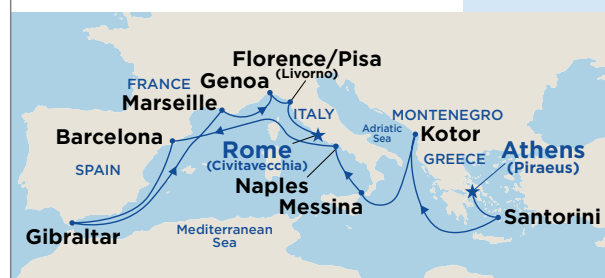 Florence/Pisa
(Livorno)
FRANCE
Genoa
Marseille
ITALY
MONTENEGRO
Adriatic
Sea
Kotor
Barcelona
Rome
(Civitavecchia)
GREECE
Athens
(Piraeus)
SPAIN
Naples
Messina
Santorini
Gibraltar
Mediterranean
Sea